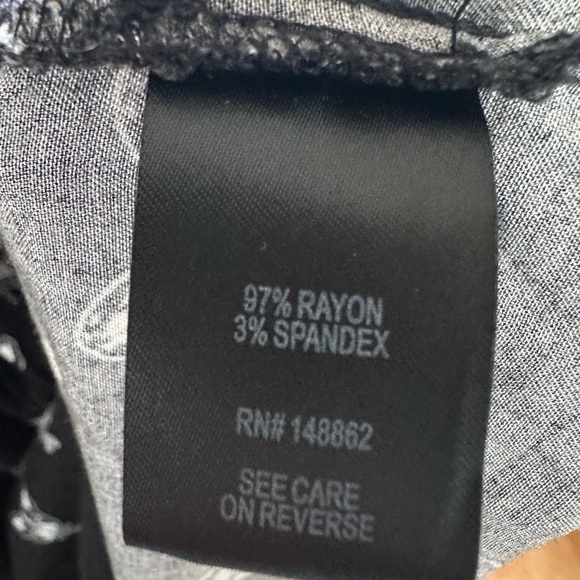 97% RAYON
3% SPANDEX
RN# 148862
SEE CARE
ON REVERSE